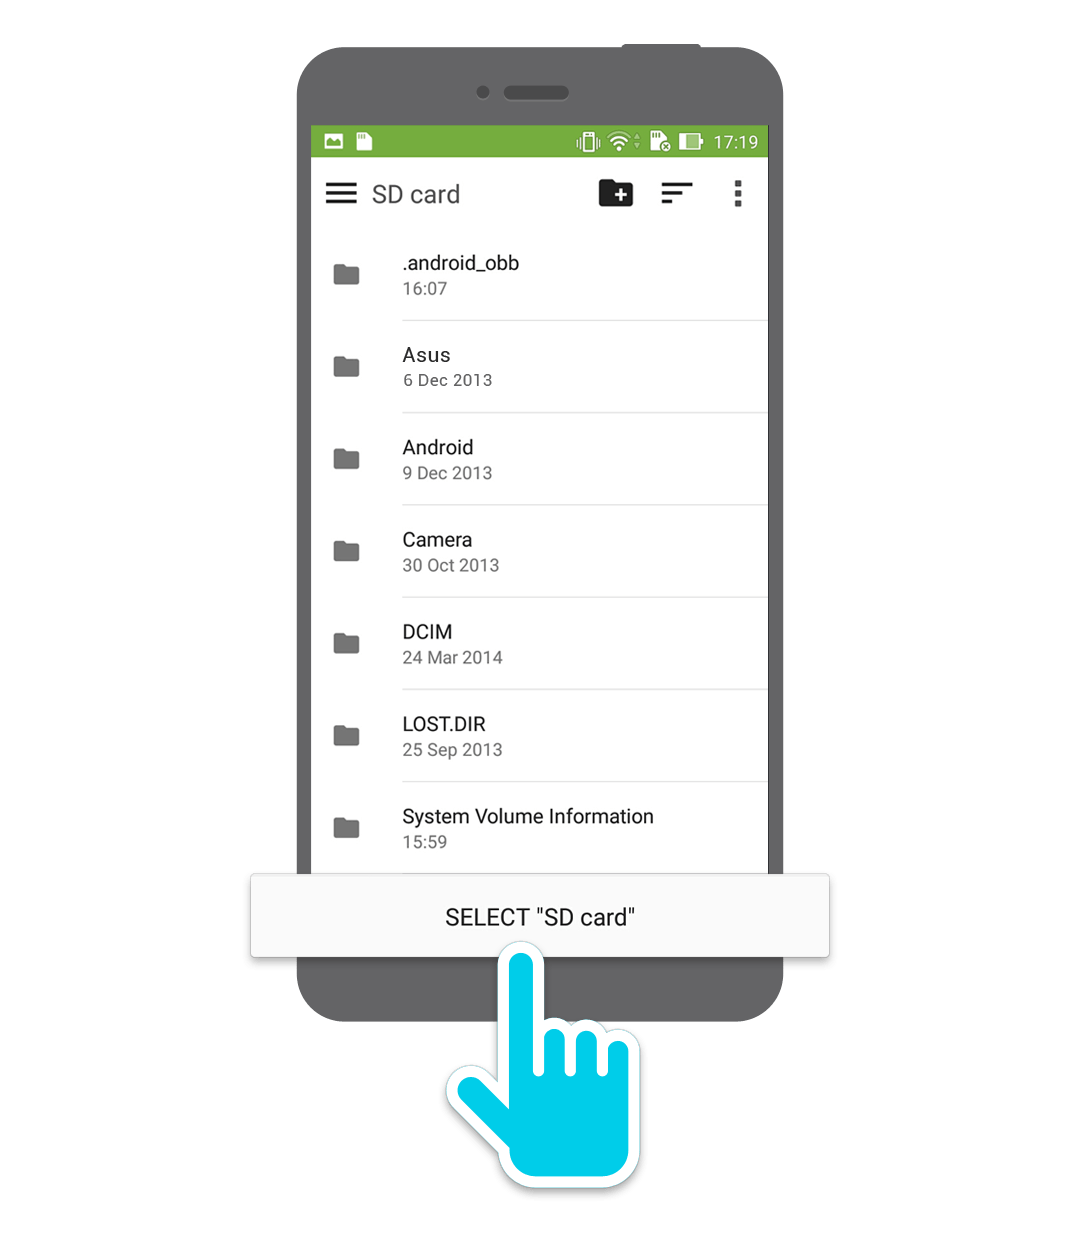 17:19
SD card
.android_obb
16:07
Asus
6 Dec 2013
Android
9 Dec 2013
Camera
30 Oct 2013
DCIM
24 Mar 2014
LOST.DIR
25 Sep 2013
System Volume Information
15:59
SELECT "SD card"